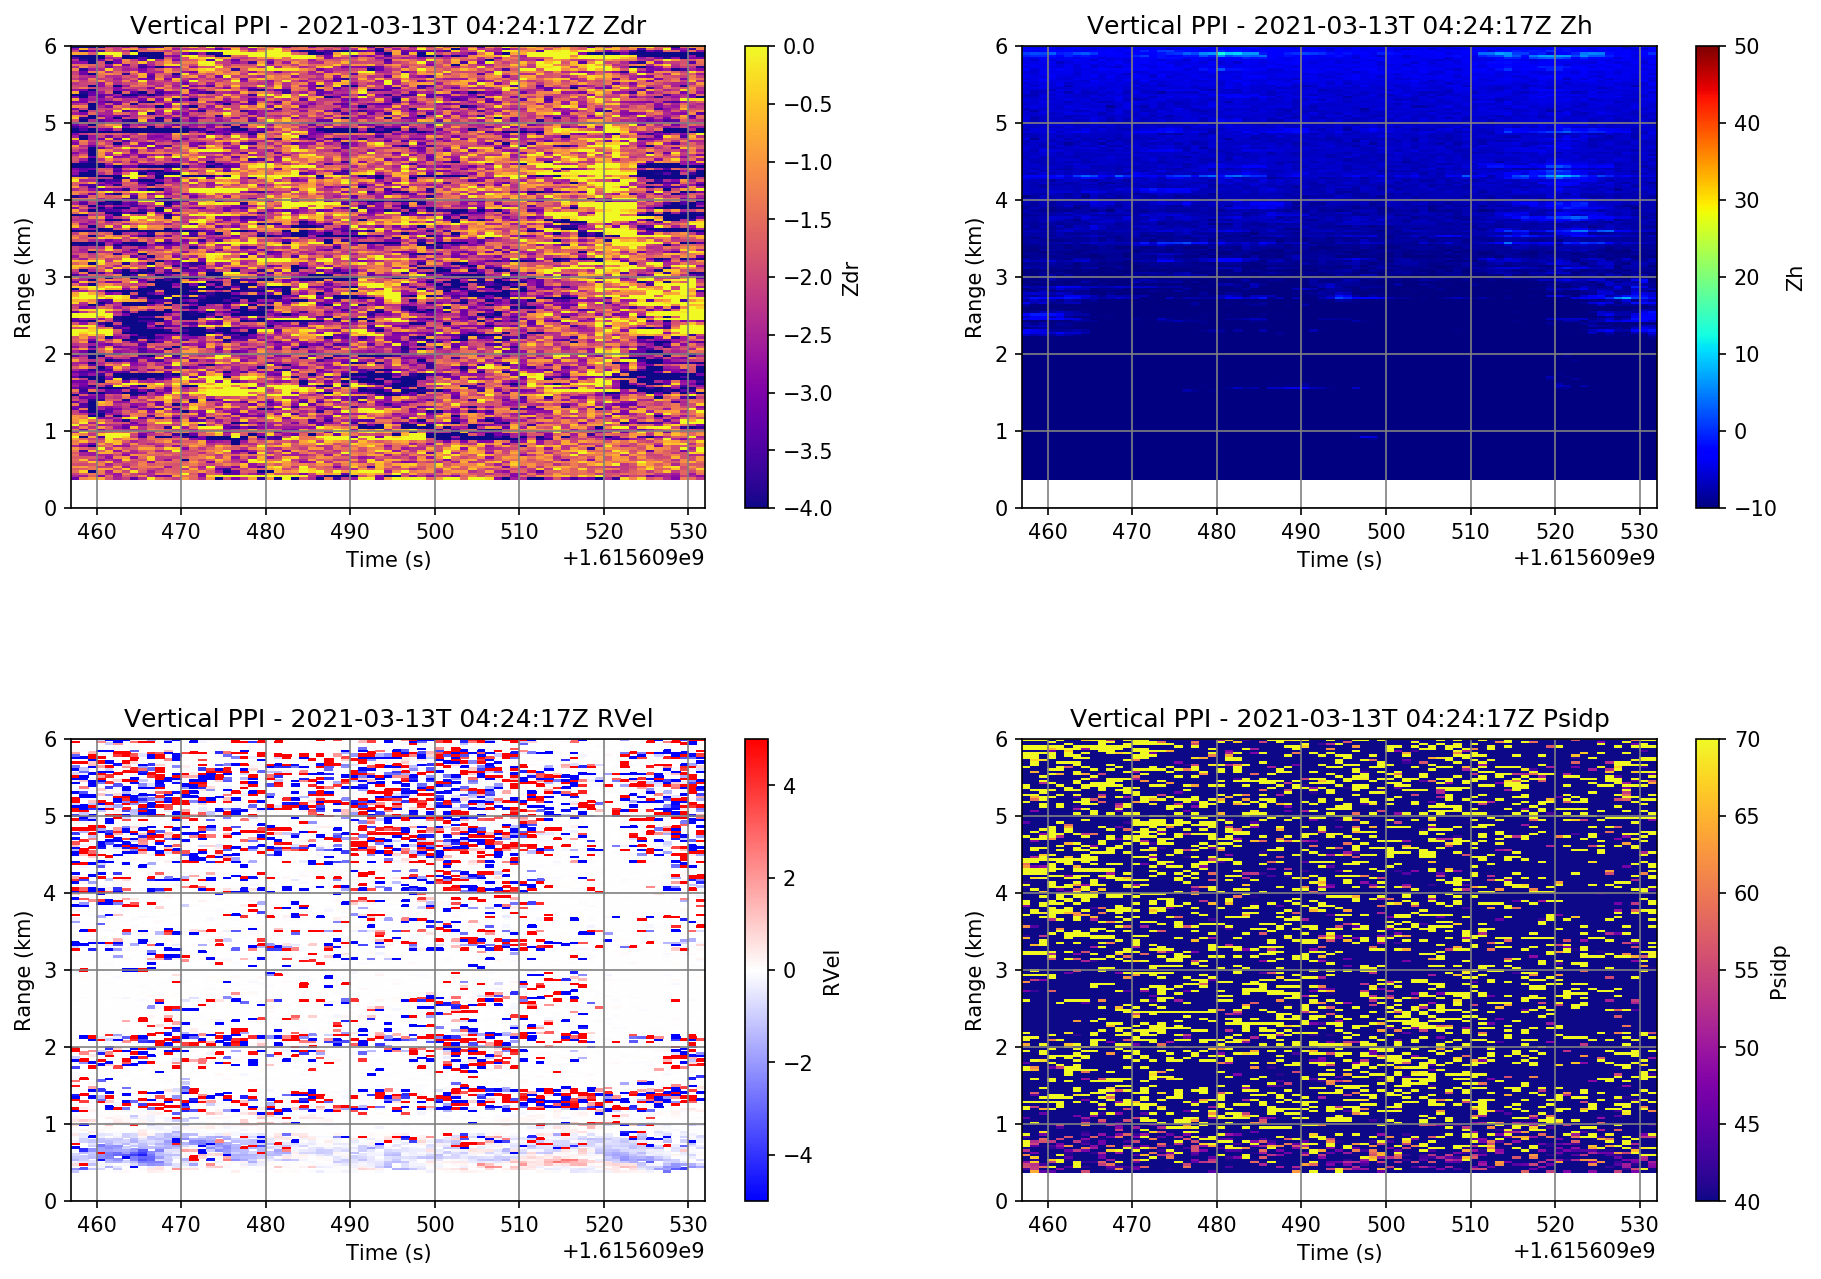 Vertical PPI - 2021-03-13T 04:24:17Z Zdr
6
5
4
3
2
1
0
Range (km)
460 470 480 490 500 510 520 530
Time (s)
+1.615609e9
0.0
−0.5
−1.0
−1.5
−2.0
−2.5
−3.0
−3.5
−4.0
Zdr
Vertical PPI - 2021-03-13T 04:24:17Z Zh
6
5
4
3
2
1
0
Range (km)
460 470 480 490 500 510 520 530
Time (s)
+1.615609e9
50
40
30
20
10
0
−10
Zh
Vertical PPI - 2021-03-13T 04:24:17Z RVel
6
5
4
3
2
1
0
Range (km)
460 470 480 490 500 510 520 530
Time (s)
+1.615609e9
4
2
0
−2
−4
RVel
Vertical PPI - 2021-03-13T 04:24:17Z Psidp
6
5
4
3
2
1
0
Range (km)
460 470 480 490 500 510 520 530
Time (s)
+1.615609e9
70
65
60
55
50
45
40
Psidp